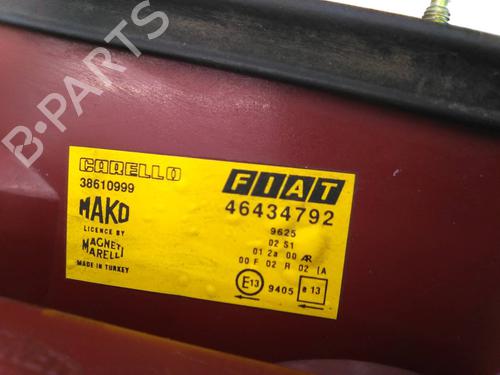 B-PARTS
CARELLO
38610999
MAKO
LICENCE BY
MAGNETI
MARELLI
MADE IN TURKEY
FIAT
46434792
9625
02 S1
01 2a 00 AR
00 F 02 R 02 IA
E13 9405 e 13